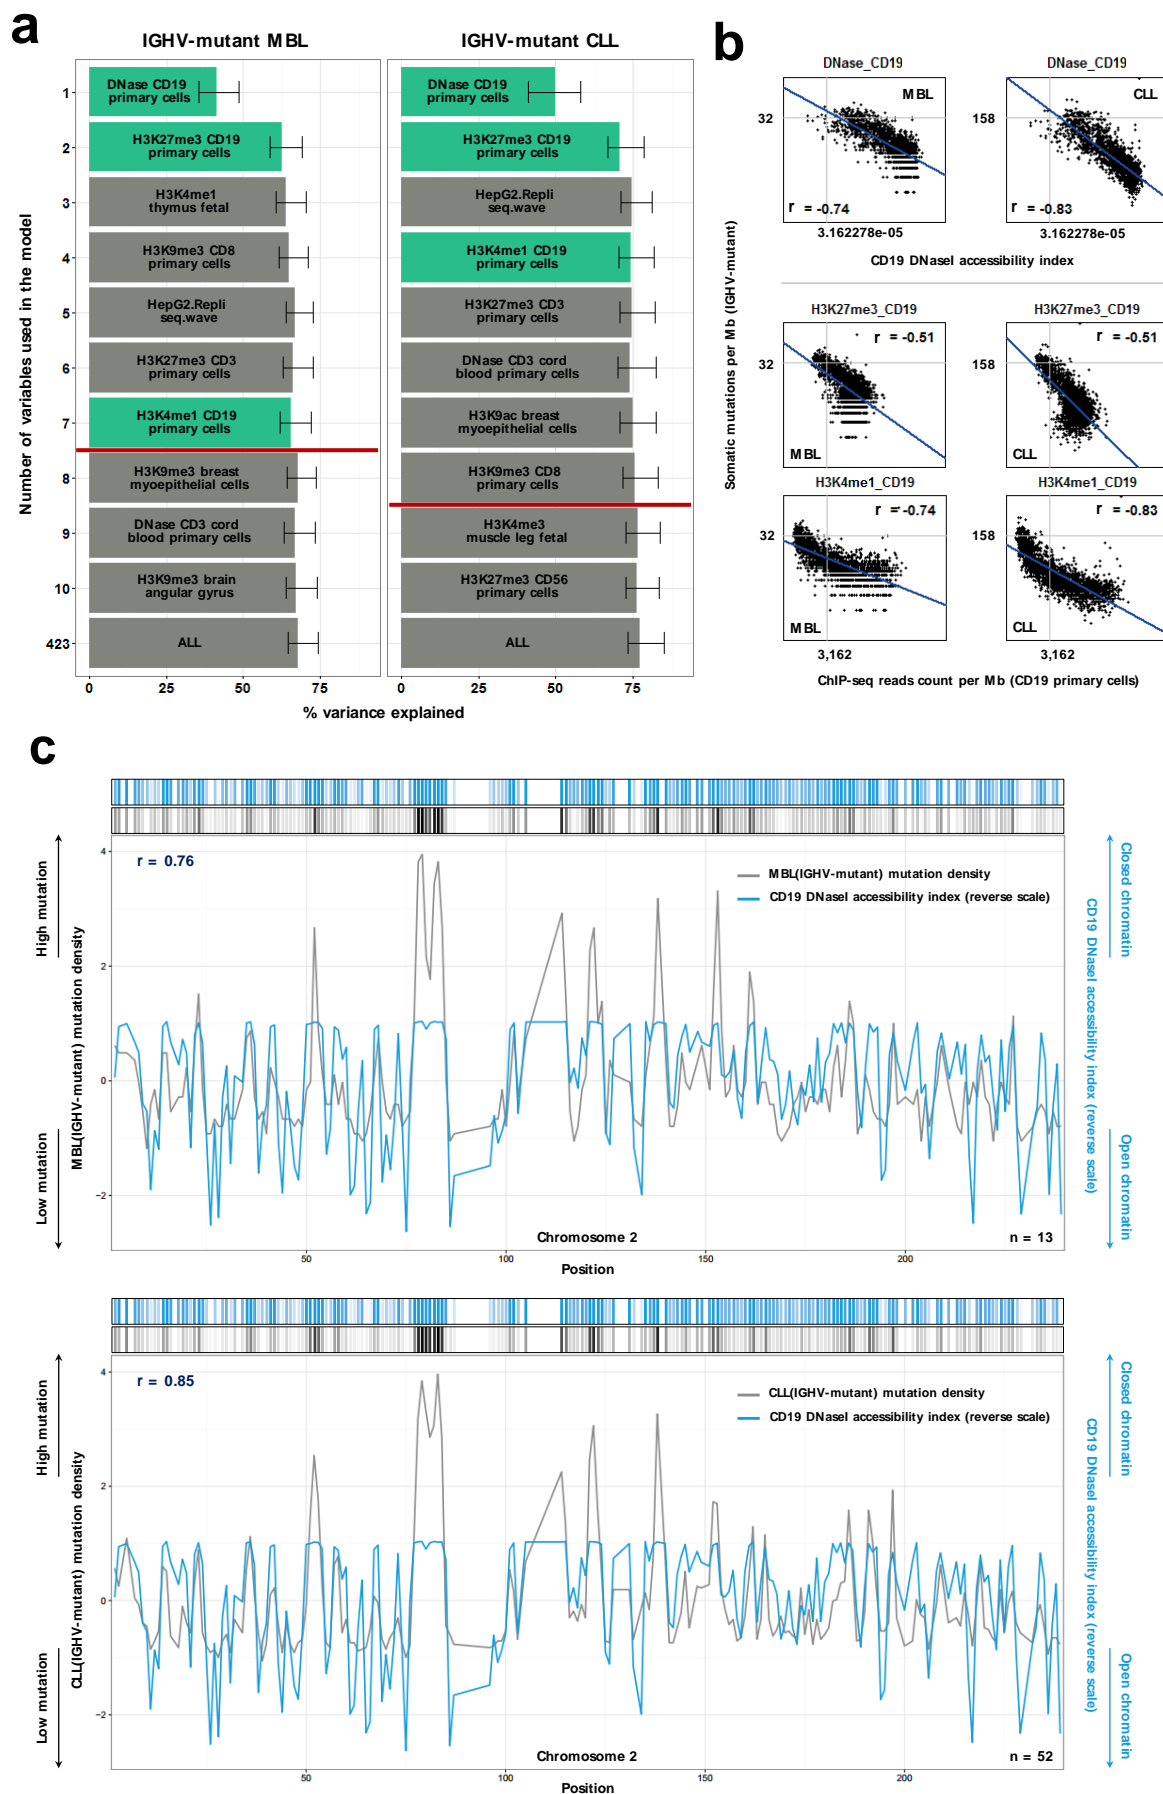 a
IGHV-mutant MBL
IGHV-mutant CLL
Number of variables used in the model
1
DNase CD19
primary cells
DNase CD19
primary cells
2
H3K27me3 CD19
primary cells
H3K27me3 CD19
primary cells
3
H3K4me1
thymus fetal
HepG2.Repli
seq.wave
4
H3K9me3 CD8
primary cells
H3K4me1 CD19
primary cells
5
HepG2.Repli
seq.wave
H3K27me3 CD3
primary cells
6
H3K27me3 CD3
primary cells
DNase CD3 cord
blood primary cells
7
H3K4me1 CD19
primary cells
H3K9ac breast
myoepithelial cells
8
H3K9me3 breast
myoepithelial cells
H3K9me3 CD8
primary cells
9
DNase CD3 cord
blood primary cells
H3K4me3
muscle leg fetal
10
H3K9me3 brain
angular gyrus
H3K27me3 CD56
primary cells
423
ALL
ALL
0 25 50 75
0 25 50 75
% variance explained
b
Somatic mutations per Mb (IGHV-mutant)
DNase_CD19
DNase_CD19
32
MBL
r = -0.74
158
CLL
r = -0.83
3.162278e-05
3.162278e-05
CD19 DNaseI accessibility index
H3K27me3_CD19
H3K27me3_CD19
32
r = -0.51
MBL
158
r = -0.51
CLL
H3K4me1_CD19
H3K4me1_CD19
32
r = -0.74
MBL
158
r = -0.83
CLL
3,162
3,162
ChIP-seq reads count per Mb (CD19 primary cells)
c
High mutation
Low mutation
MBL(IGHV-mutant) mutation density
4
2
0
−2
r = 0.76
MBL(IGHV-mutant) mutation density
CD19 DNaseI accessibility index (reverse scale)
Closed chromatin
Open chromatin
CD19 DNaseI accessibility index (reverse scale)
Chromosome 2
n = 13
50 100 150 200
Position
High mutation
Low mutation
CLL(IGHV-mutant) mutation density
4
2
0
−2
r = 0.85
CLL(IGHV-mutant) mutation density
CD19 DNaseI accessibility index (reverse scale)
Closed chromatin
Open chromatin
CD19 DNaseI accessibility index (reverse scale)
Chromosome 2
n = 52
50 100 150 200
Position